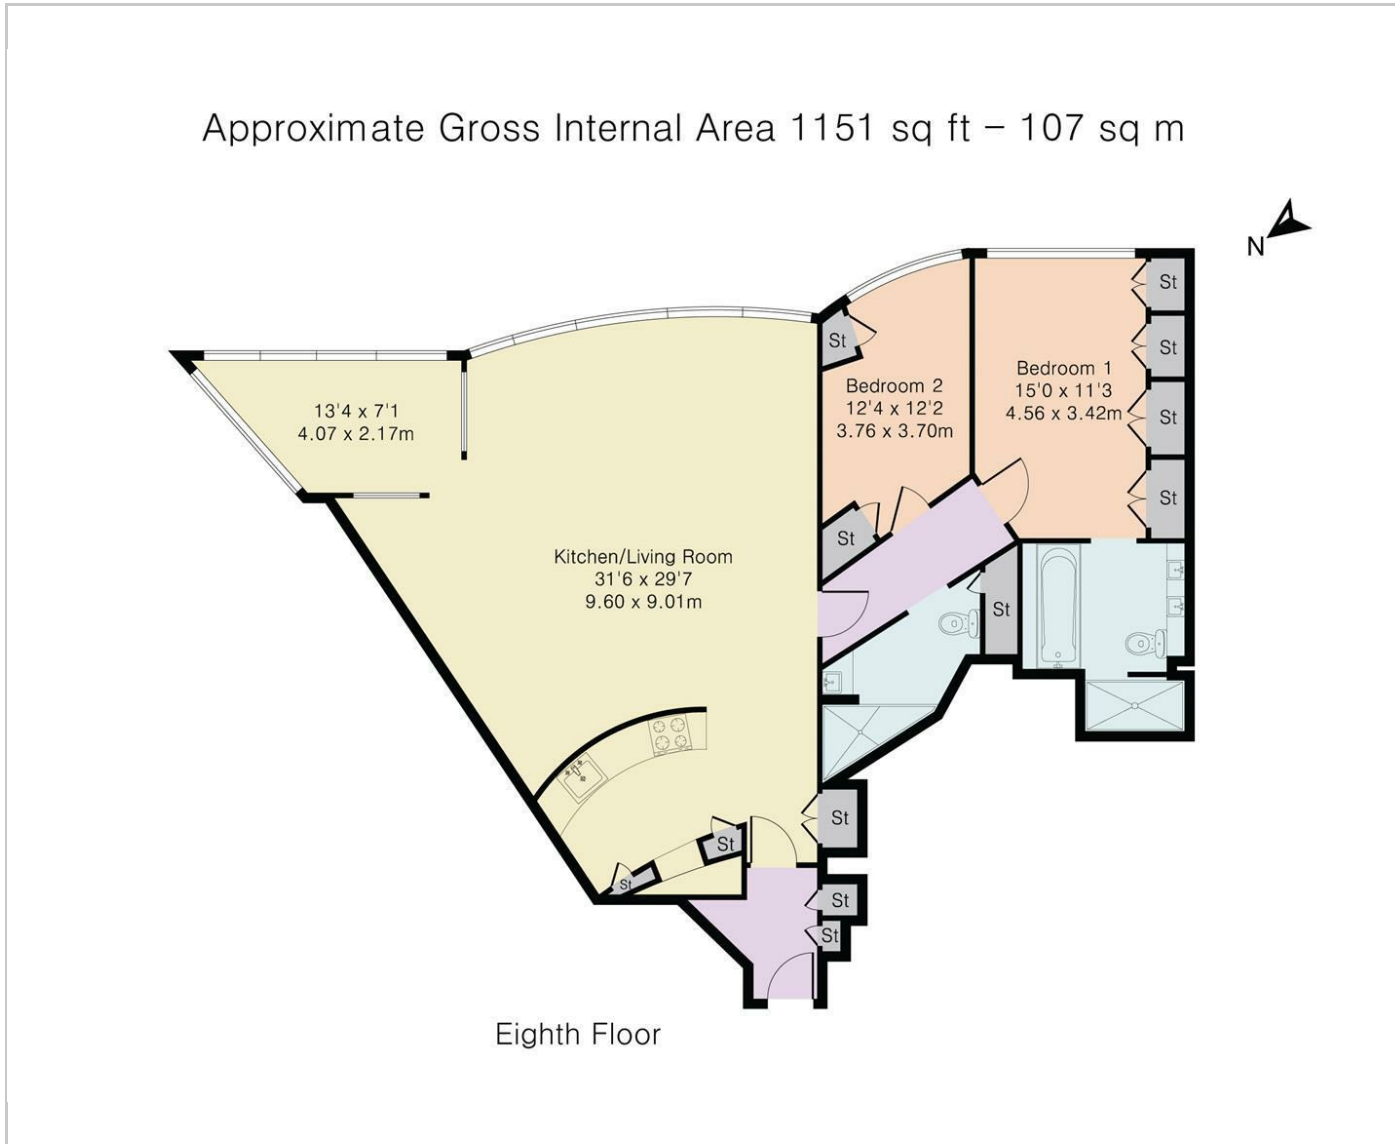 Approximate Gross Internal Area 1151 sq ft – 107 sq m
N
St
St
St
St
Bedroom 1
15'0 x 11'3
4.56 x 3.42m
St
Bedroom 2
12'4 x 12'2
3.76 x 3.70m
St
13'4 x 7'1
4.07 x 2.17m
Kitchen/Living Room
31'6 x 29'7
9.60 x 9.01m
St
St
St
St
St
St
Eighth Floor